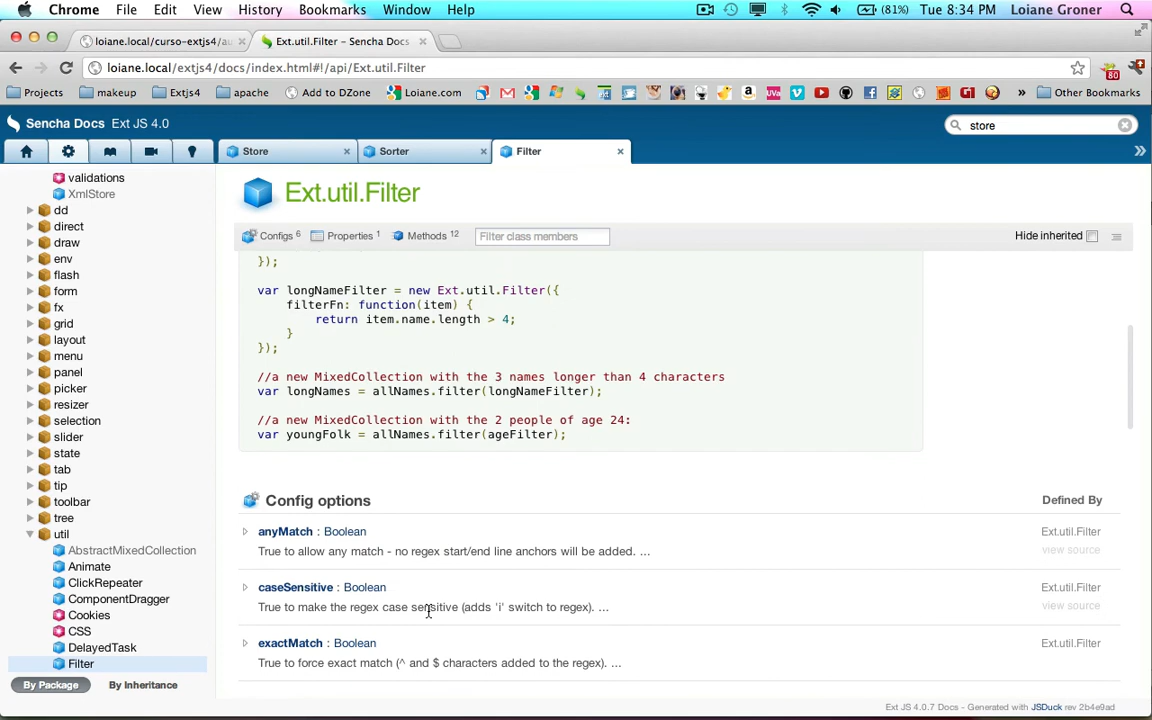 Chrome File Edit View History Bookmarks Window Help (81%) Tue 8:34 PM Loiane Groner
loiane.local/curso-extjs4/au Ext.util.Filter – Sencha Docs
loiane.local/extjs4/docs/index.html#!/api/Ext.util.Filter 80
Projects makeup Extjs4 apache Add to DZone Loiane.com UVa » Other Bookmarks
Sencha Docs Ext JS 4.0 store
Store Sorter Filter
validations
XmlStore
dd
direct
draw
env
flash
form
fx
grid
layout
menu
panel
picker
resizer
selection
slider
state
tab
tip
toolbar
tree
util
AbstractMixedCollection
Animate
ClickRepeater
ComponentDragger
Cookies
CSS
DelayedTask
Filter
By Package By Inheritance
Ext.util.Filter
Configs 6 Properties 1 Methods 12 Filter class members Hide inherited
});
var longNameFilter = new Ext.util.Filter({
filterFn: function(item) {
return item.name.length > 4;
}
});
//a new MixedCollection with the 3 names longer than 4 characters
var longNames = allNames.filter(longNameFilter);
//a new MixedCollection with the 2 people of age 24:
var youngFolk = allNames.filter(ageFilter);
Config options Defined By
anyMatch : Boolean Ext.util.Filter
True to allow any match - no regex start/end line anchors will be added. ... view source
caseSensitive : Boolean Ext.util.Filter
True to make the regex case sensitive (adds 'i' switch to regex). ... view source
exactMatch : Boolean Ext.util.Filter
True to force exact match (^ and $ characters added to the regex). ...
Ext JS 4.0.7 Docs - Generated with JSDuck rev 2b4e9ad